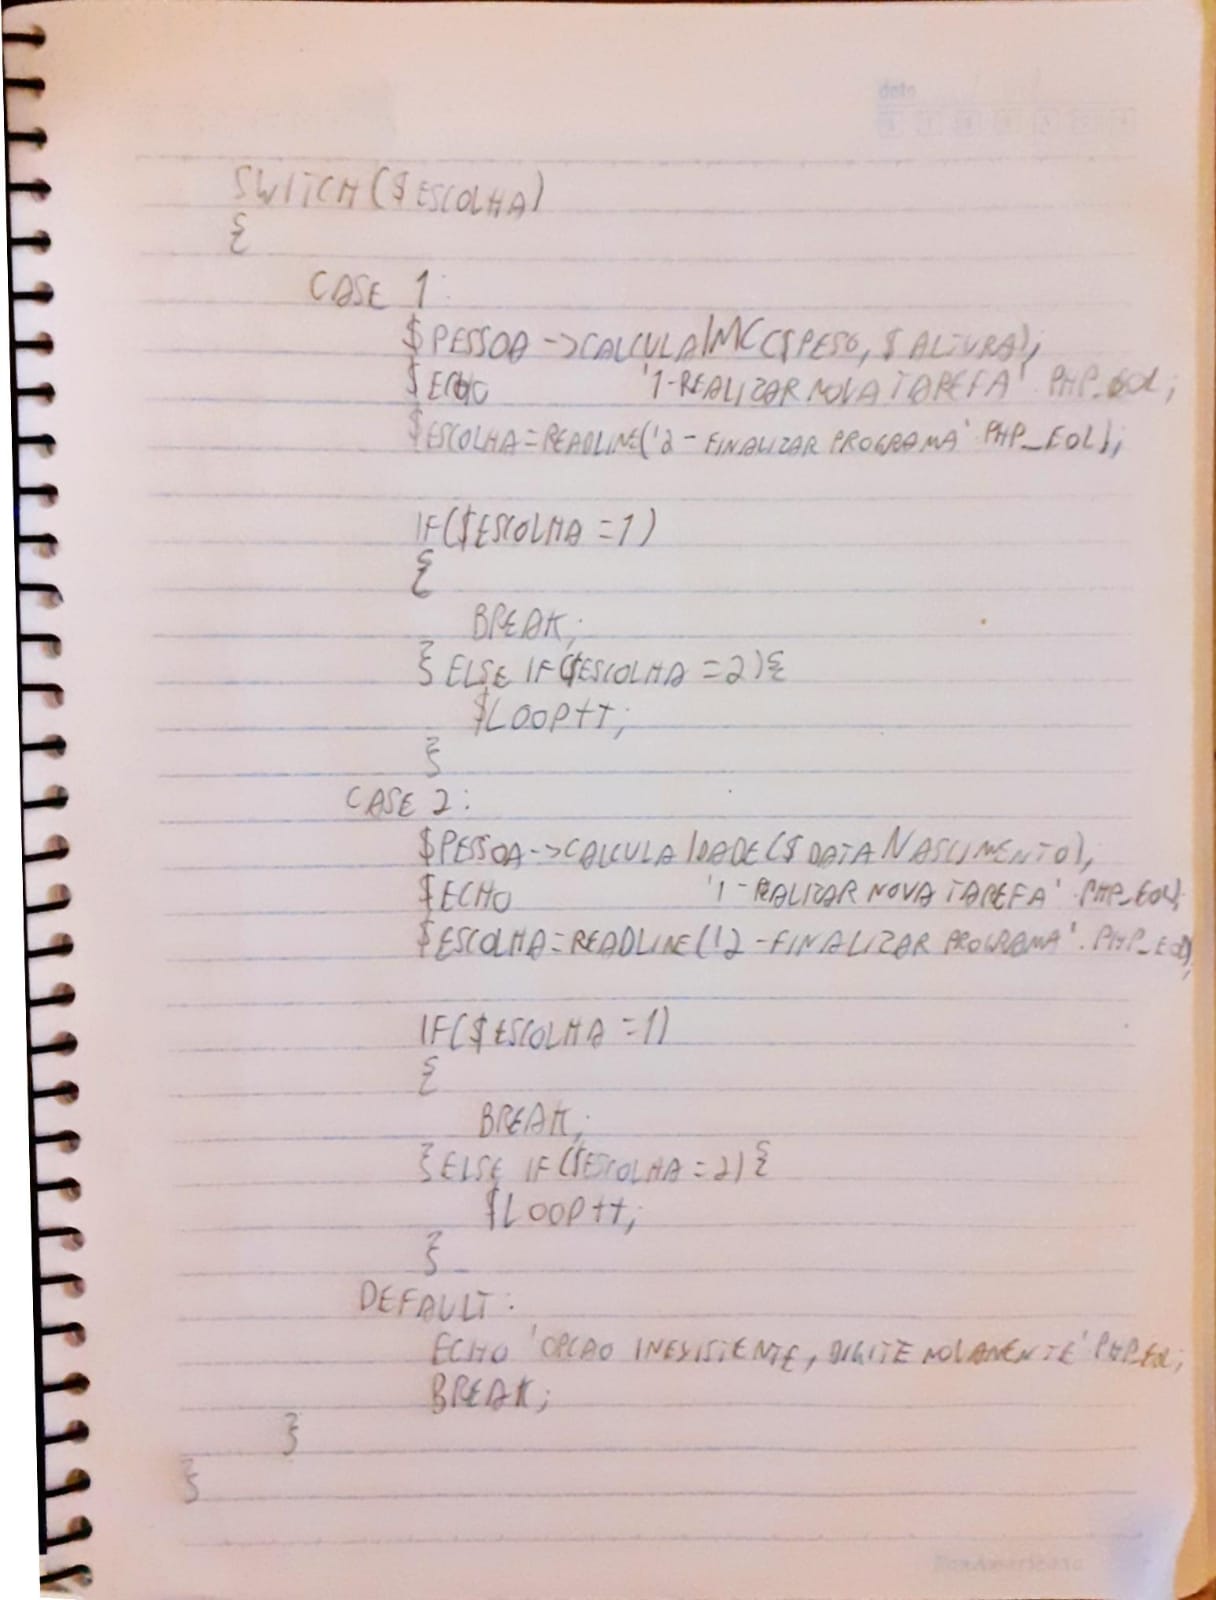 date
SWITCH($ESCOLHA)
{
CASE 1:
$PESSOA->CALCULAIMC($PESO, $ALTURA);
$ECHO '1-REALIZAR NOVA TAREFA'. PHP_EOL;
$ESCOLHA=READLINE('2-FINALIZAR PROGRAMA' PHP_EOL);
IF($ESCOLHA=1)
{
BREAK;
}ELSE IF($ESCOLHA=2){
$LOOP++;
}
CASE 2:
$PESSOA->CALCULAIDADE($DATANASCIMENTO);
$ECHO '1-REALIZAR NOVA TAREFA'. PHP_EOL;
$ESCOLHA=READLINE('2-FINALIZAR PROGRAMA'. PHP_EOL);
IF($ESCOLHA=1)
{
BREAK;
}ELSE IF($ESCOLHA=2){
$LOOP++;
}
DEFAULT:
ECHO 'OPCAO INEXISTENTE, DIGITE NOVAMENTE' PHP_EOL;
BREAK;
}
}